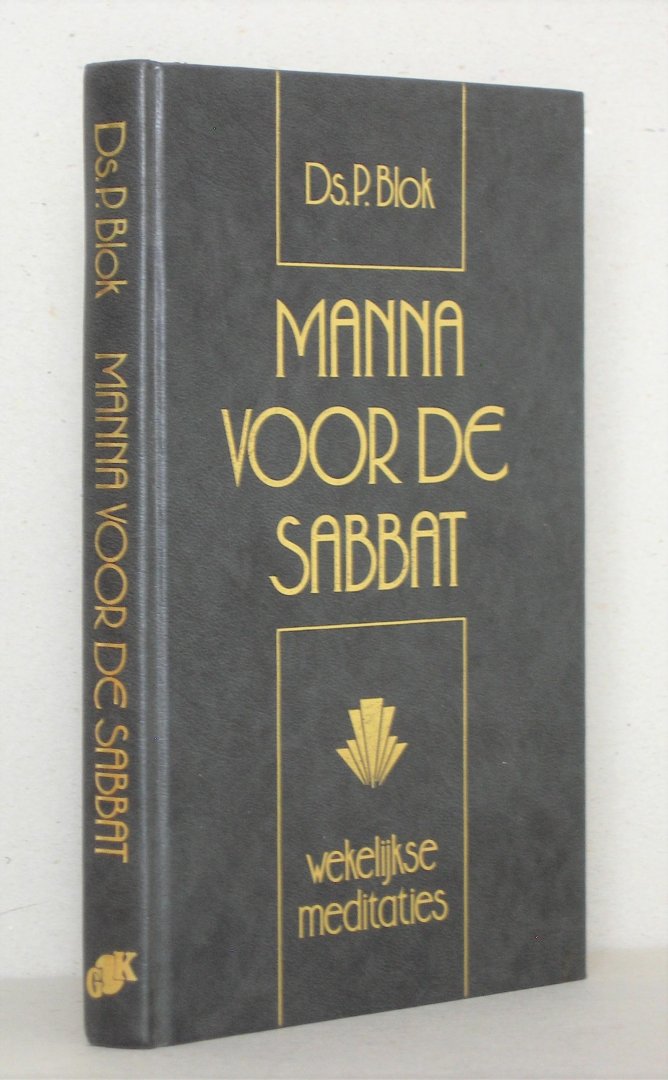 Ds. P. Blok
MANNA
VOOR DE
SABBAT
wekelijkse
meditaties
Ds. P. Blok MANNA VOOR DE SABBAT
GK